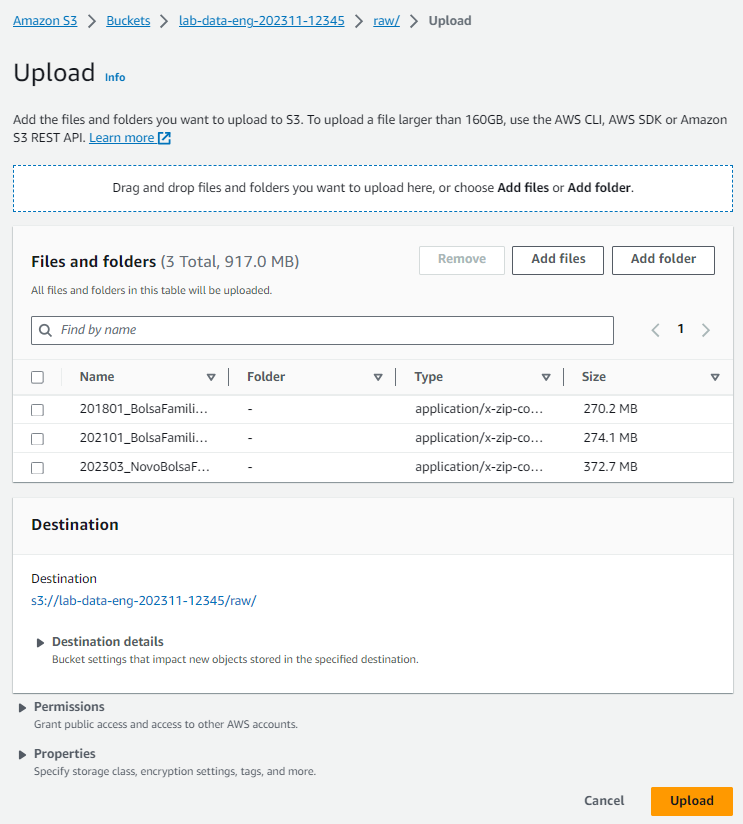 Amazon S3 > Buckets > lab-data-eng-202311-12345 > raw/ > Upload
Upload Info
Add the files and folders you want to upload to S3. To upload a file larger than 160GB, use the AWS CLI, AWS SDK or Amazon
S3 REST API. Learn more
Drag and drop files and folders you want to upload here, or choose Add files or Add folder.
Files and folders (3 Total, 917.0 MB)
Remove Add files Add folder
All files and folders in this table will be uploaded.
Find by name
1
Name Folder Type Size
201801_BolsaFamili... - application/x-zip-co... 270.2 MB
202101_BolsaFamili... - application/x-zip-co... 274.1 MB
202303_NovoBolsaF... - application/x-zip-co... 372.7 MB
Destination
Destination
s3://lab-data-eng-202311-12345/raw/
Destination details
Bucket settings that impact new objects stored in the specified destination.
Permissions
Grant public access and access to other AWS accounts.
Properties
Specify storage class, encryption settings, tags, and more.
Cancel Upload